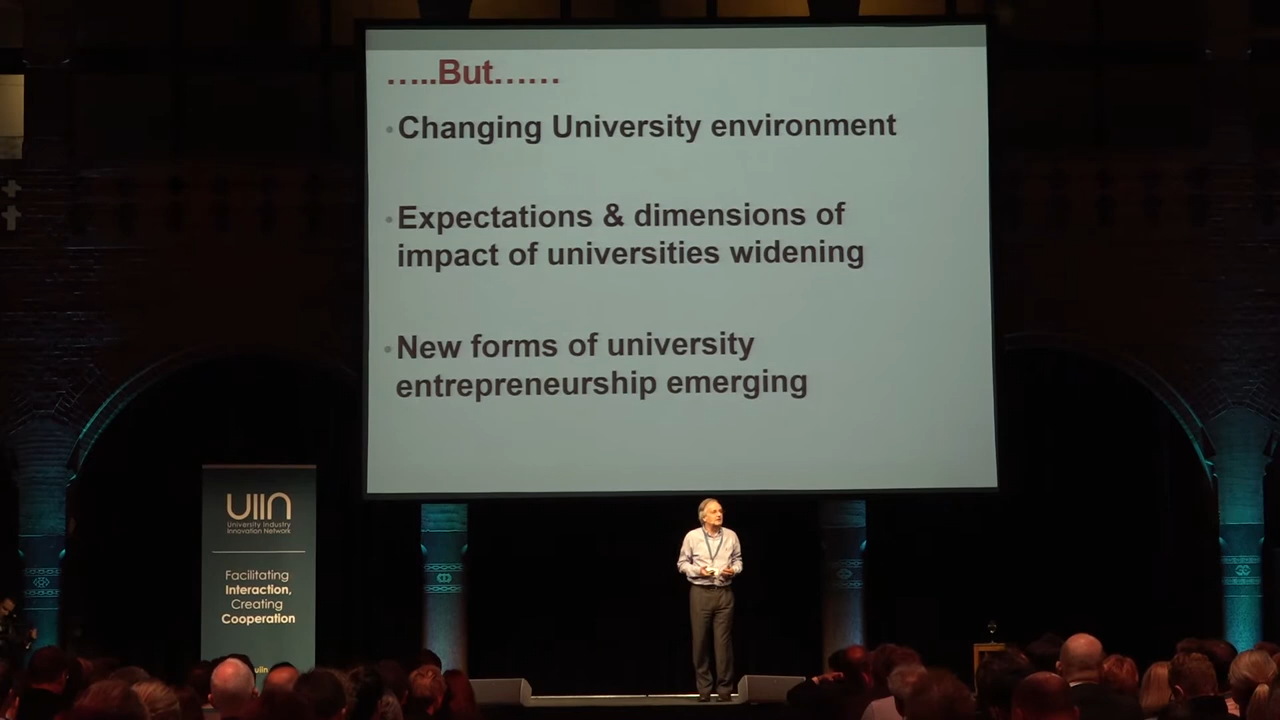 .....But......
•Changing University environment
•Expectations & dimensions of
impact of universities widening
•New forms of university
entrepreneurship emerging
UIIN
University Industry
Innovation Network
Facilitating
Interaction,
Creating
Cooperation
uiin